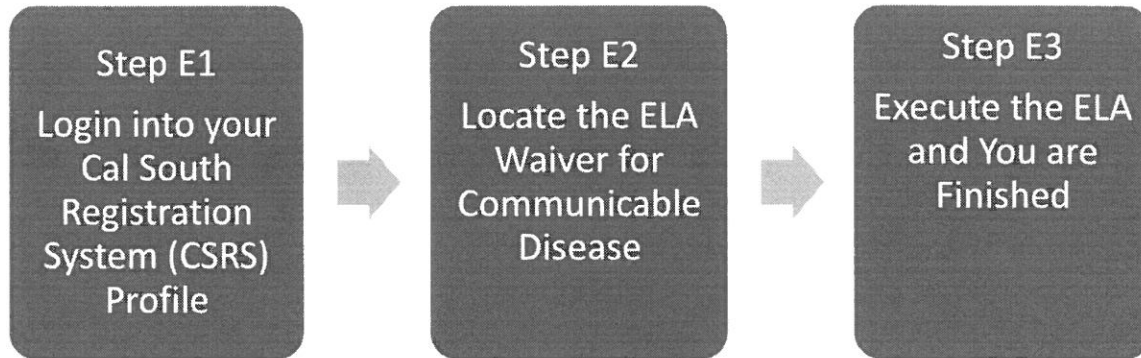 Step E1
Login into your
Cal South
Registration
System (CSRS)
Profile
Step E2
Locate the ELA
Waiver for
Communicable
Disease
Step E3
Execute the ELA
and You are
Finished